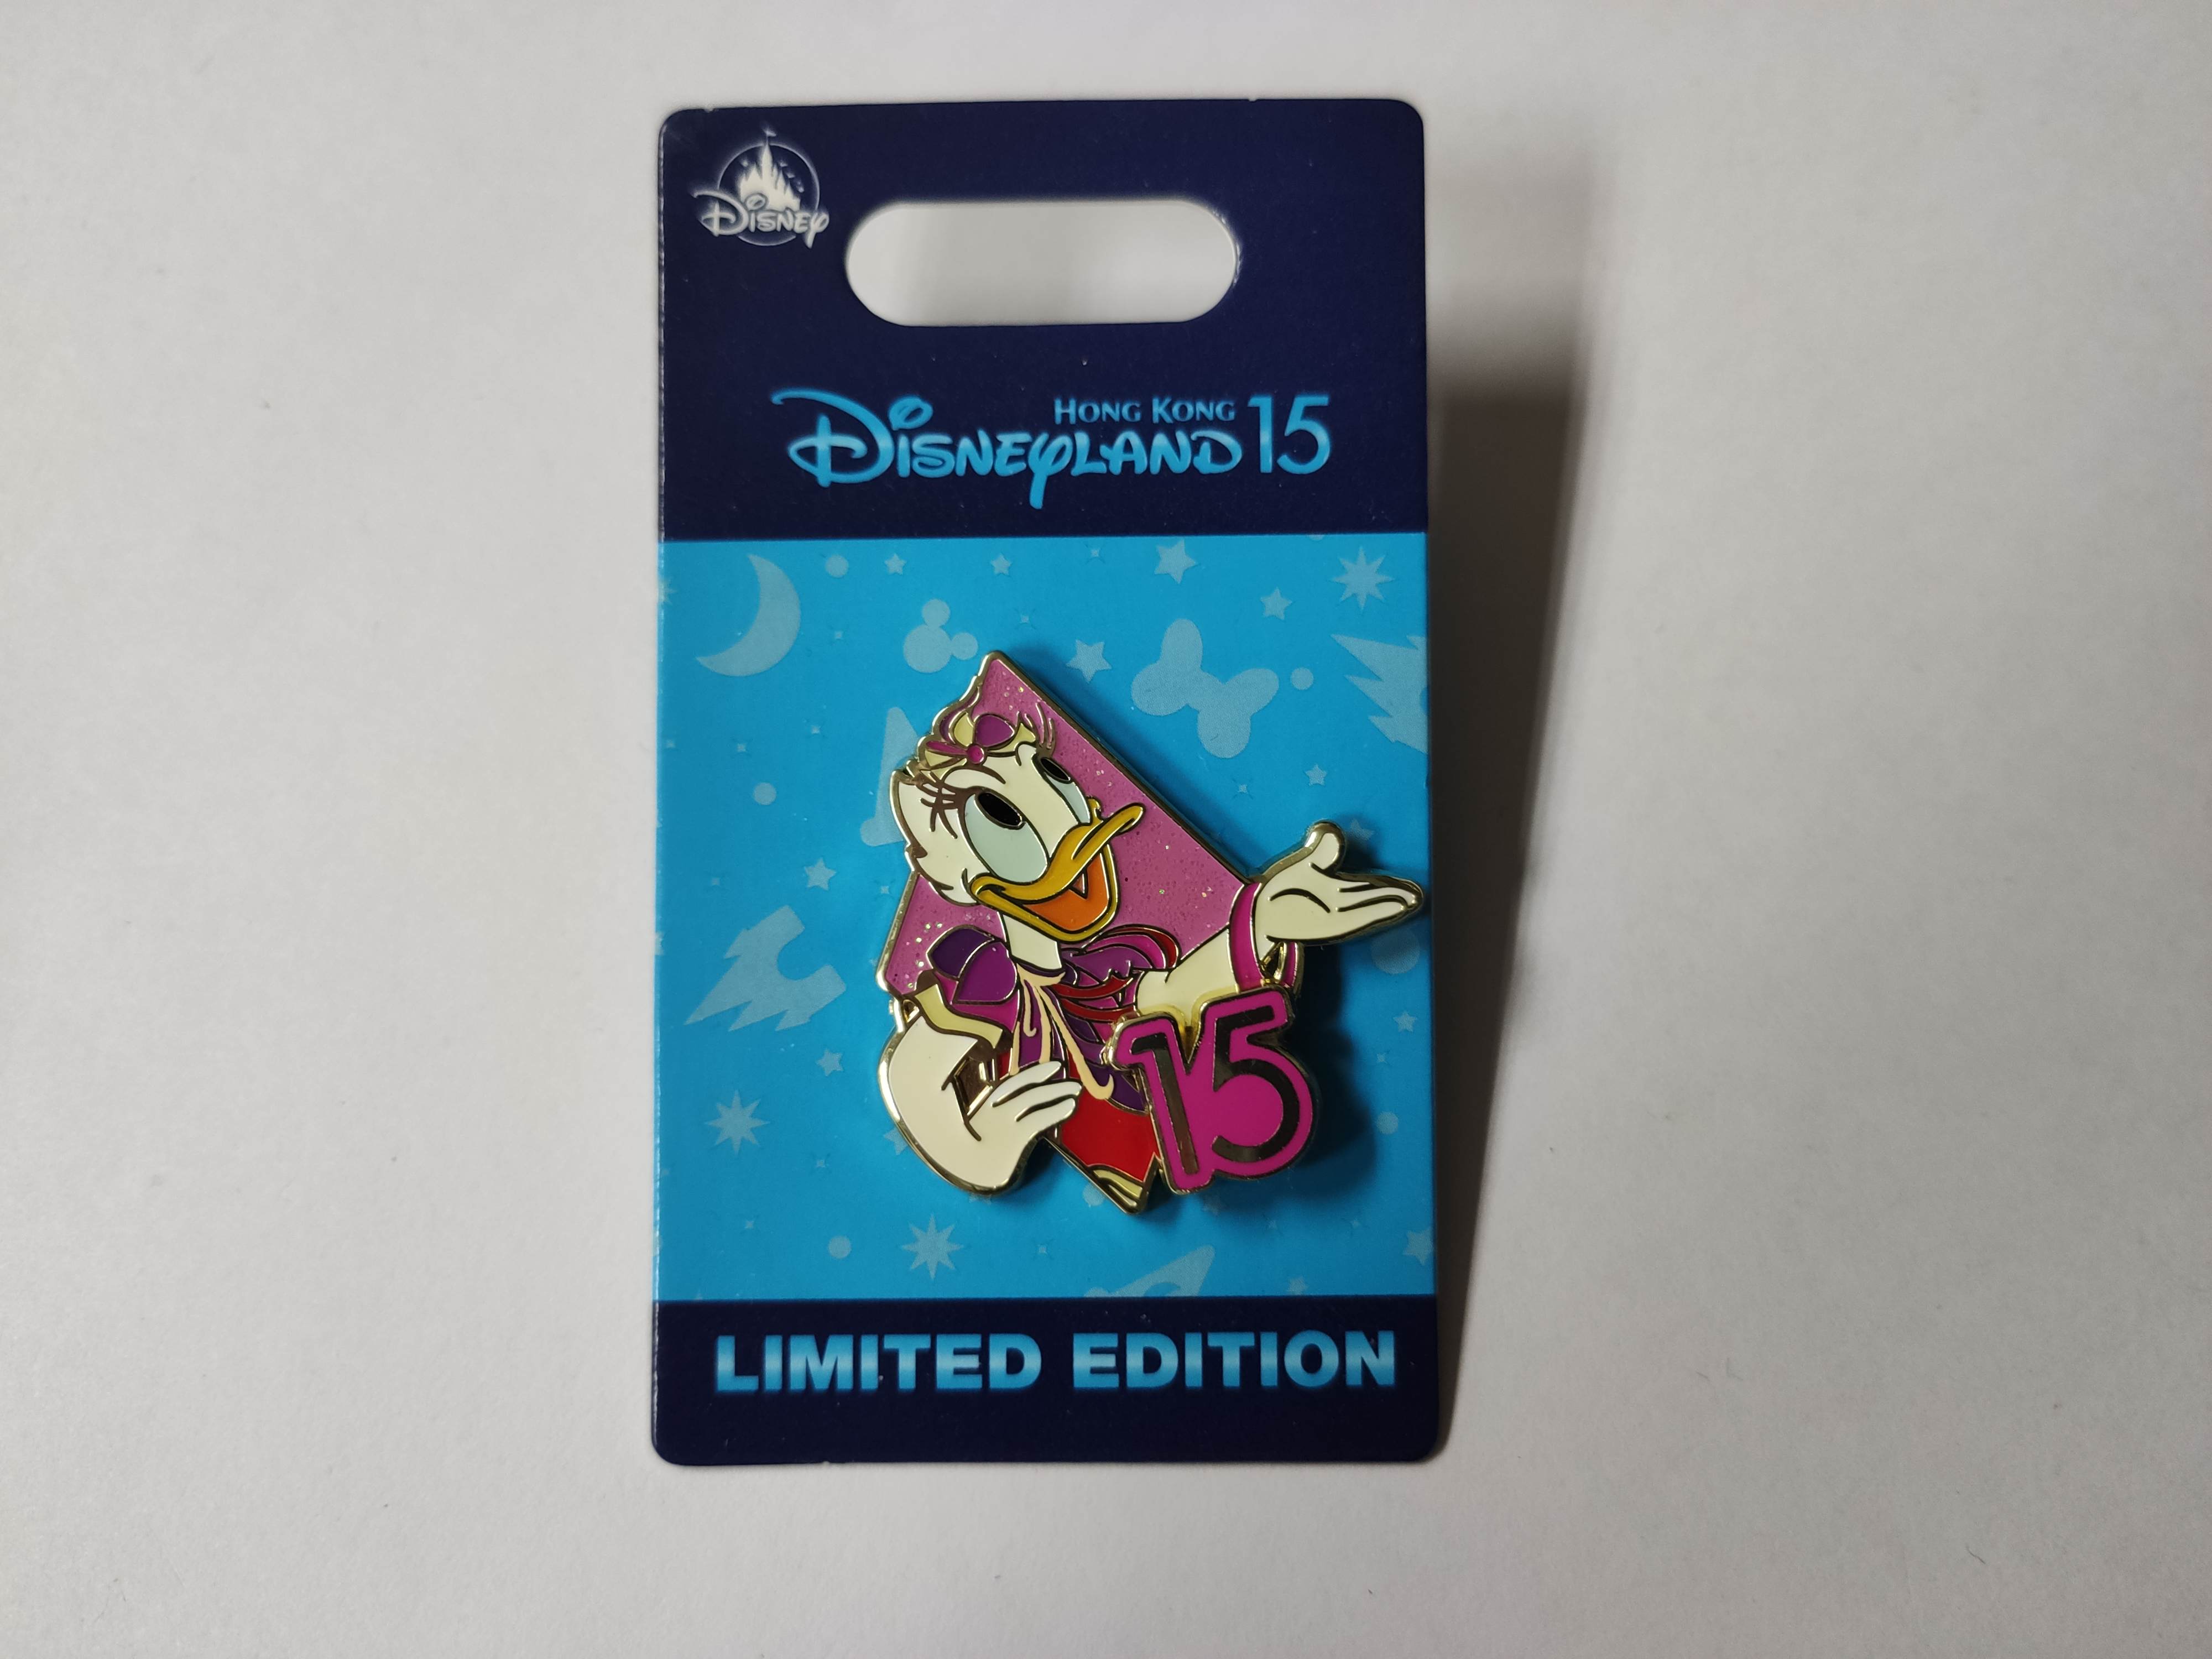 Disney
HONG KONG
Disneyland 15
15
LIMITED EDITION